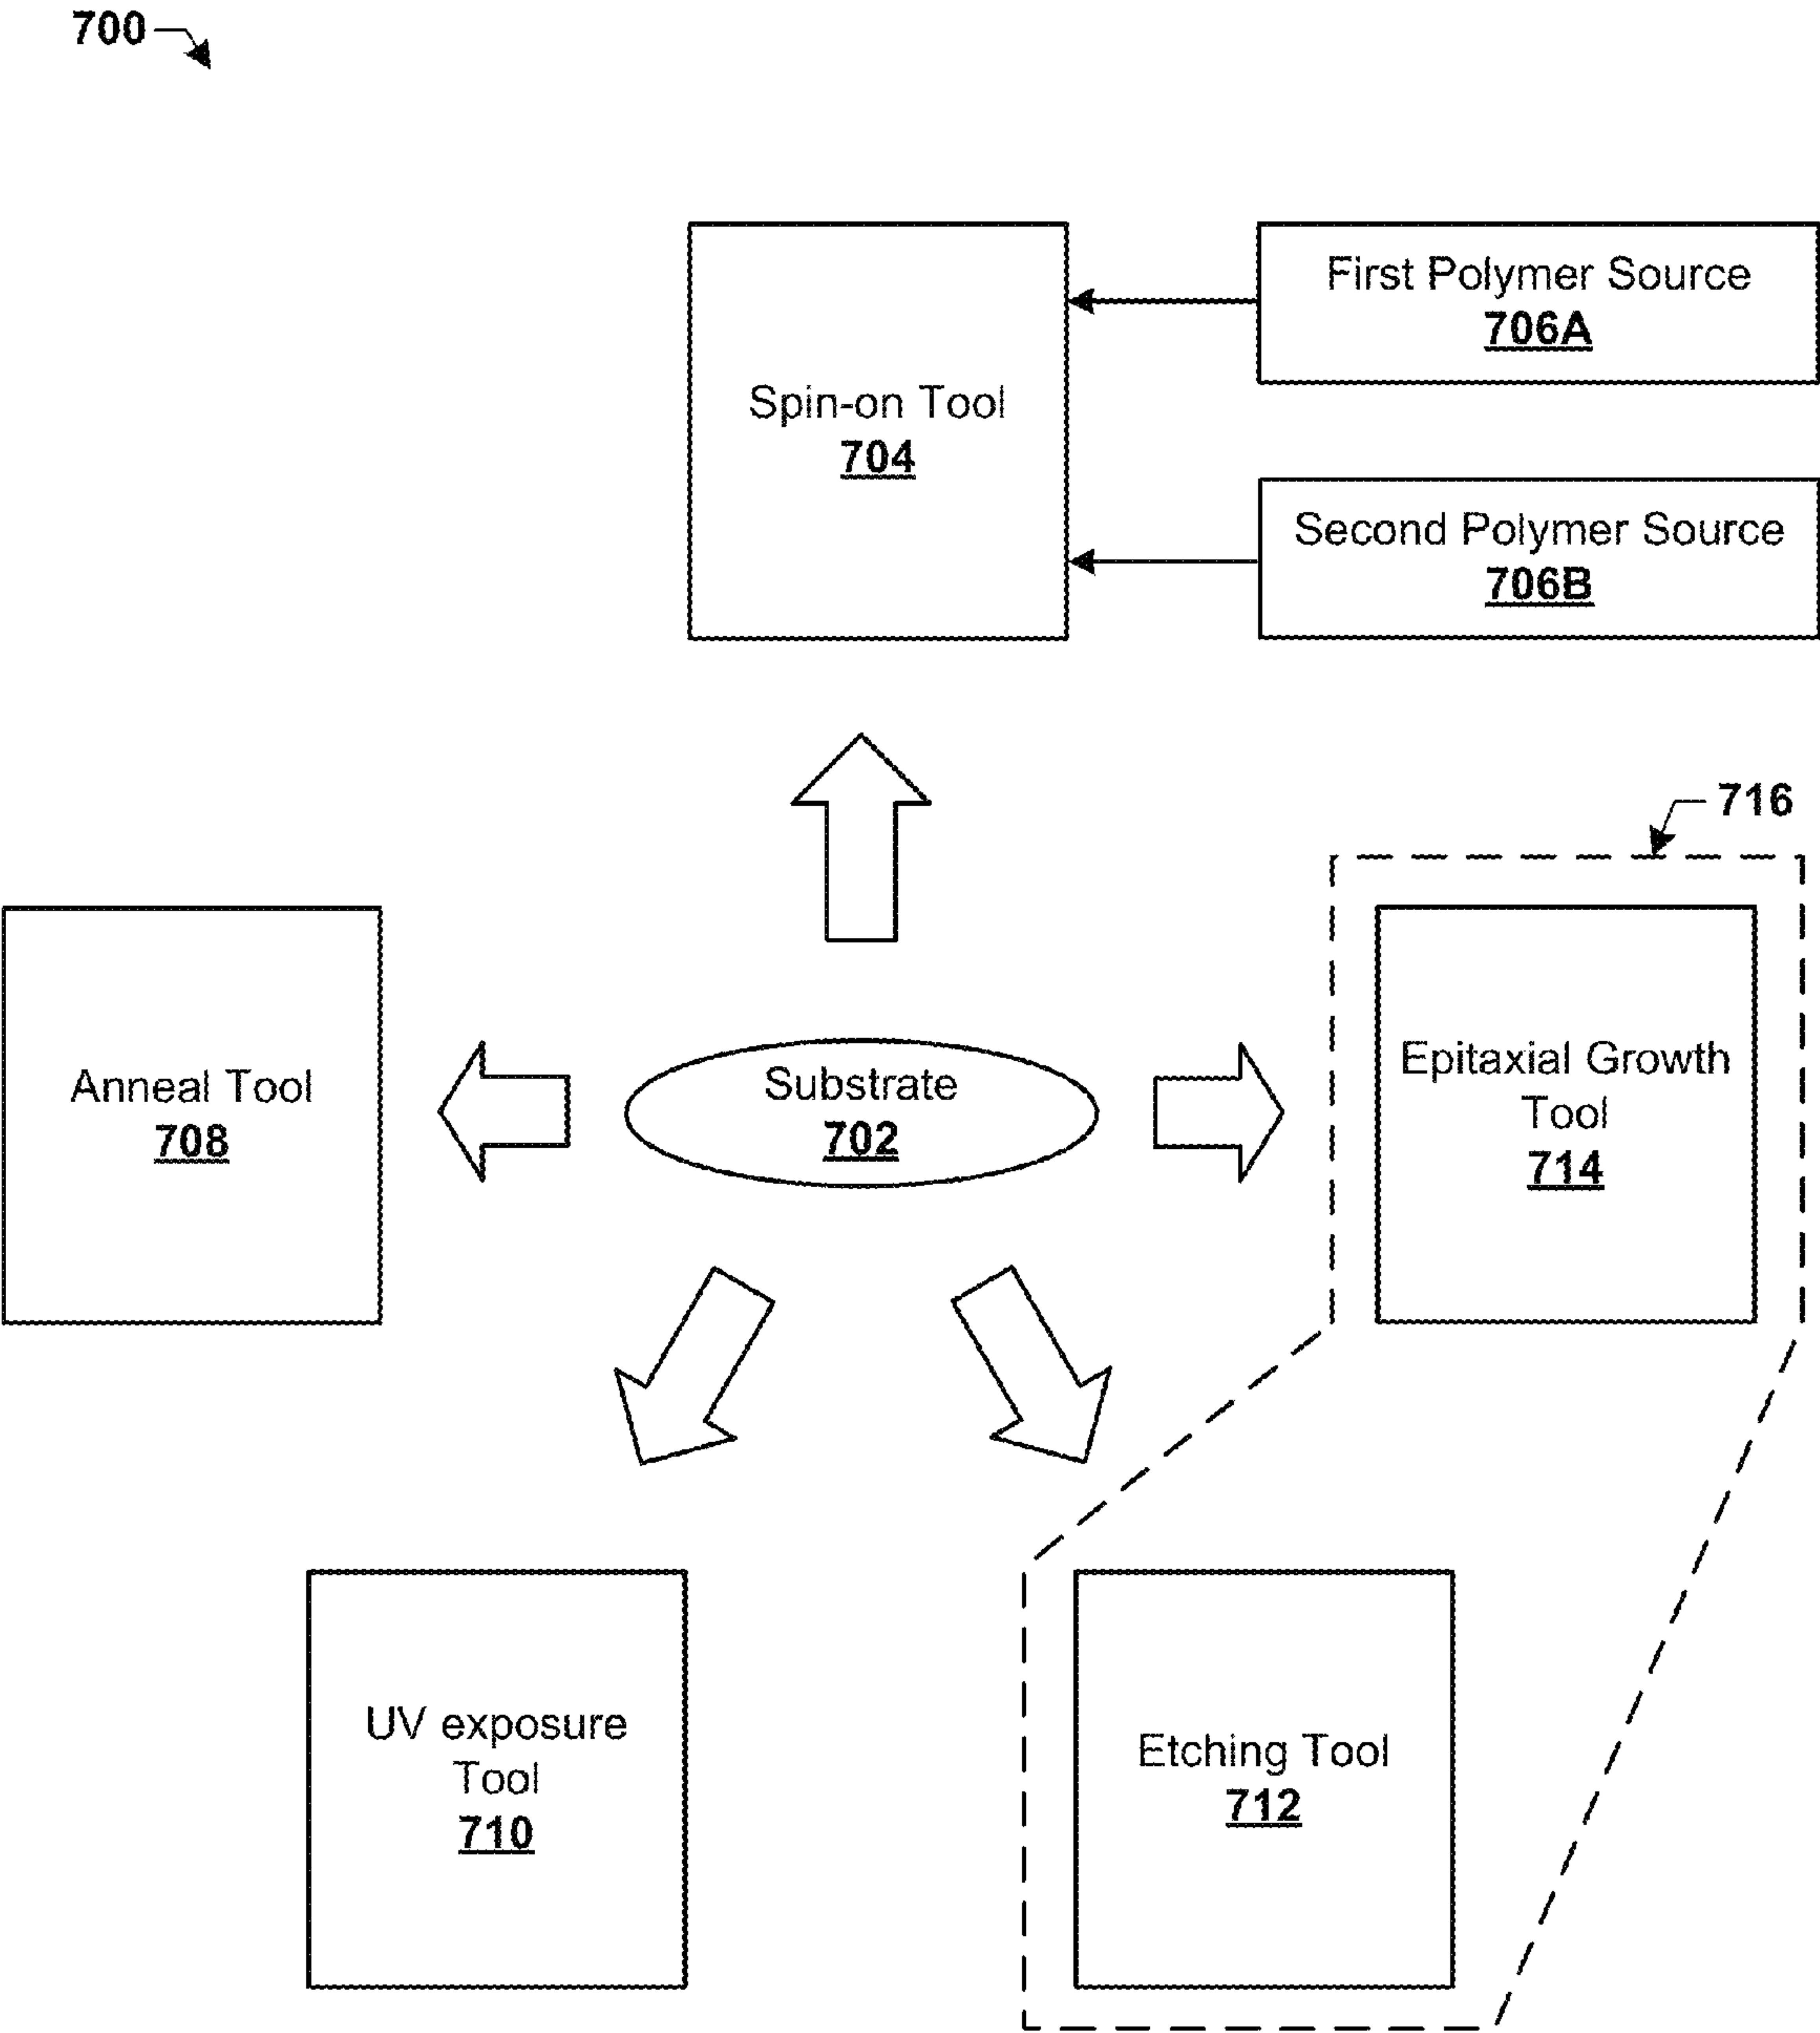 700
First Polymer Source
706A
Spin-on Tool
704
Second Polymer Source
706B
716
Anneal Tool
708
Substrate
702
Epitaxial Growth
Tool
714
UV exposure
Tool
710
Etching Tool
712